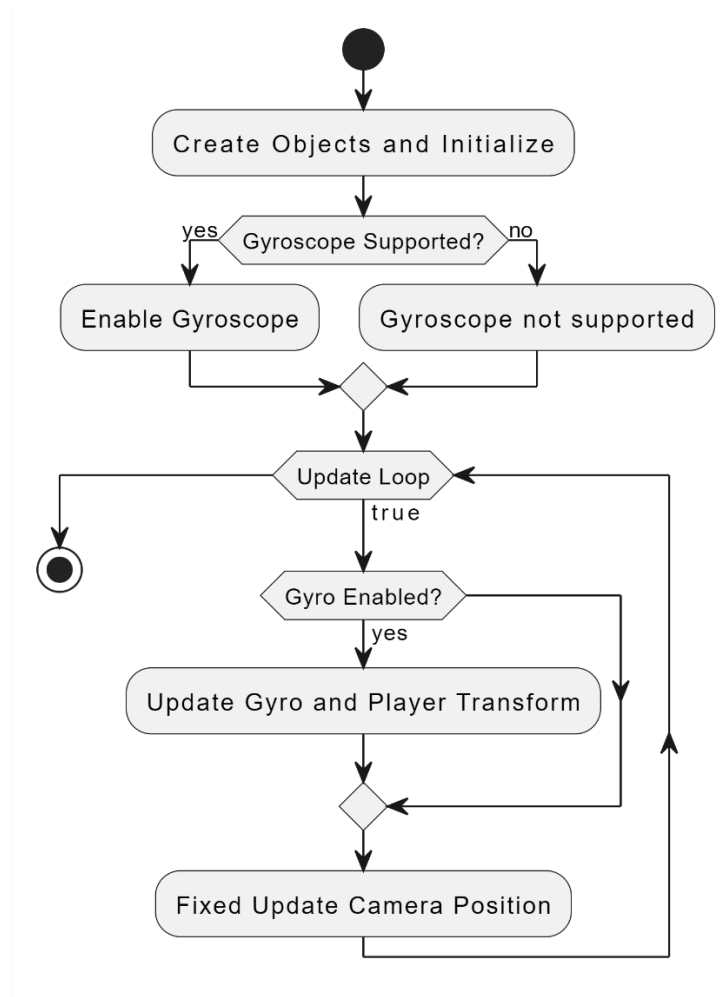 Create Objects and Initialize
yes
Gyroscope Supported?
no
Enable Gyroscope
Gyroscope not supported
Update Loop
true
Gyro Enabled?
yes
Update Gyro and Player Transform
Fixed Update Camera Position